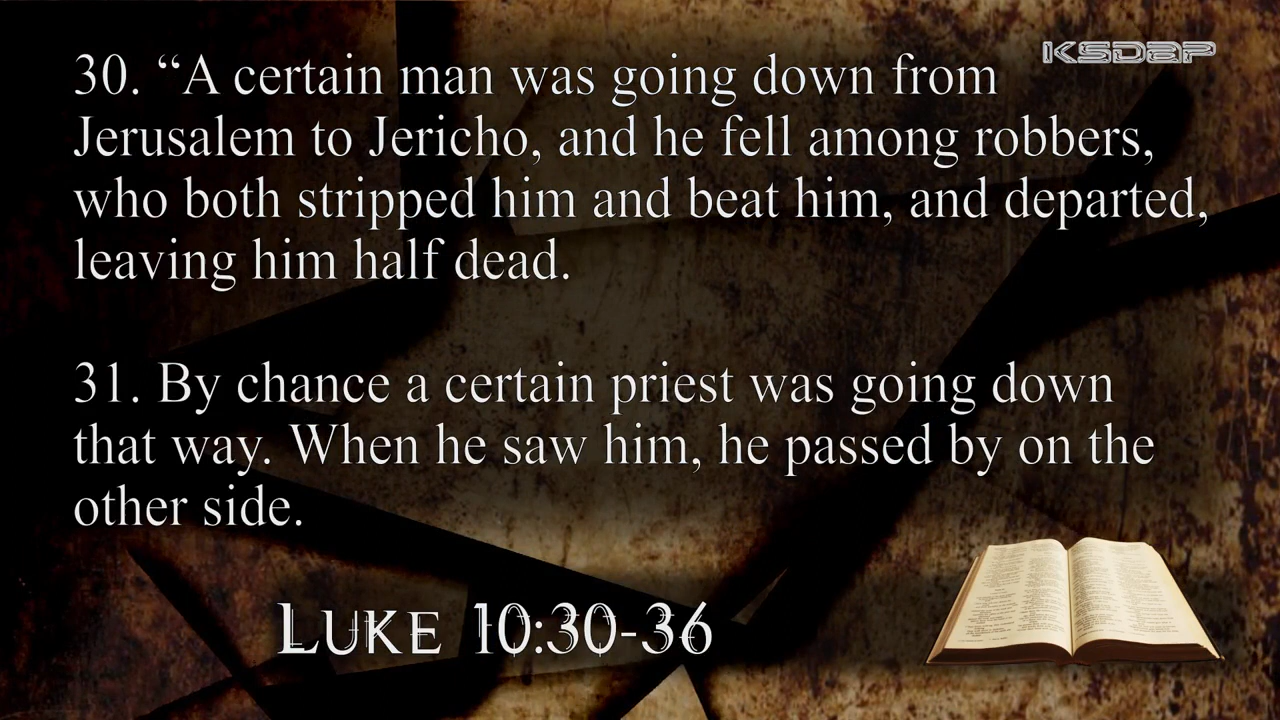 KSDAP
30. “A certain man was going down from
Jerusalem to Jericho, and he fell among robbers,
who both stripped him and beat him, and departed,
leaving him half dead.
31. By chance a certain priest was going down
that way. When he saw him, he passed by on the
other side.
LUKE 10:30-36